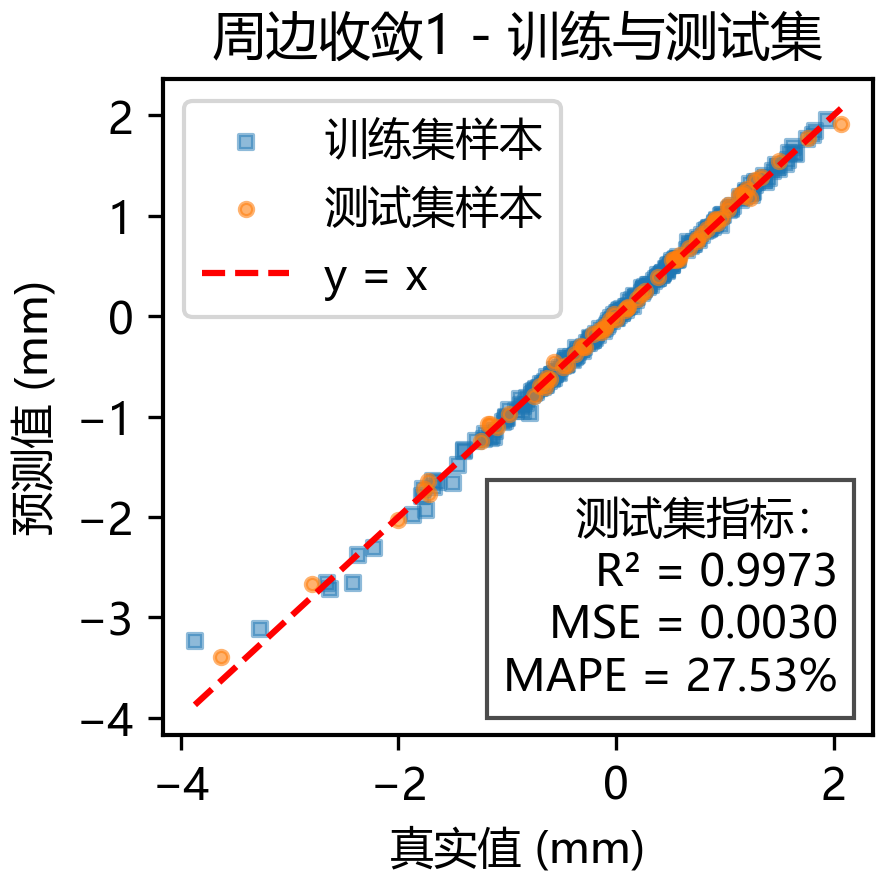 周边收敛1 - 训练与测试集
训练集样本
测试集样本
y = x
2
1
0
−1
−2
−3
−4
预测值 (mm)
测试集指标：
R² = 0.9973
MSE = 0.0030
MAPE = 27.53%
−4
−2
0
2
真实值 (mm)